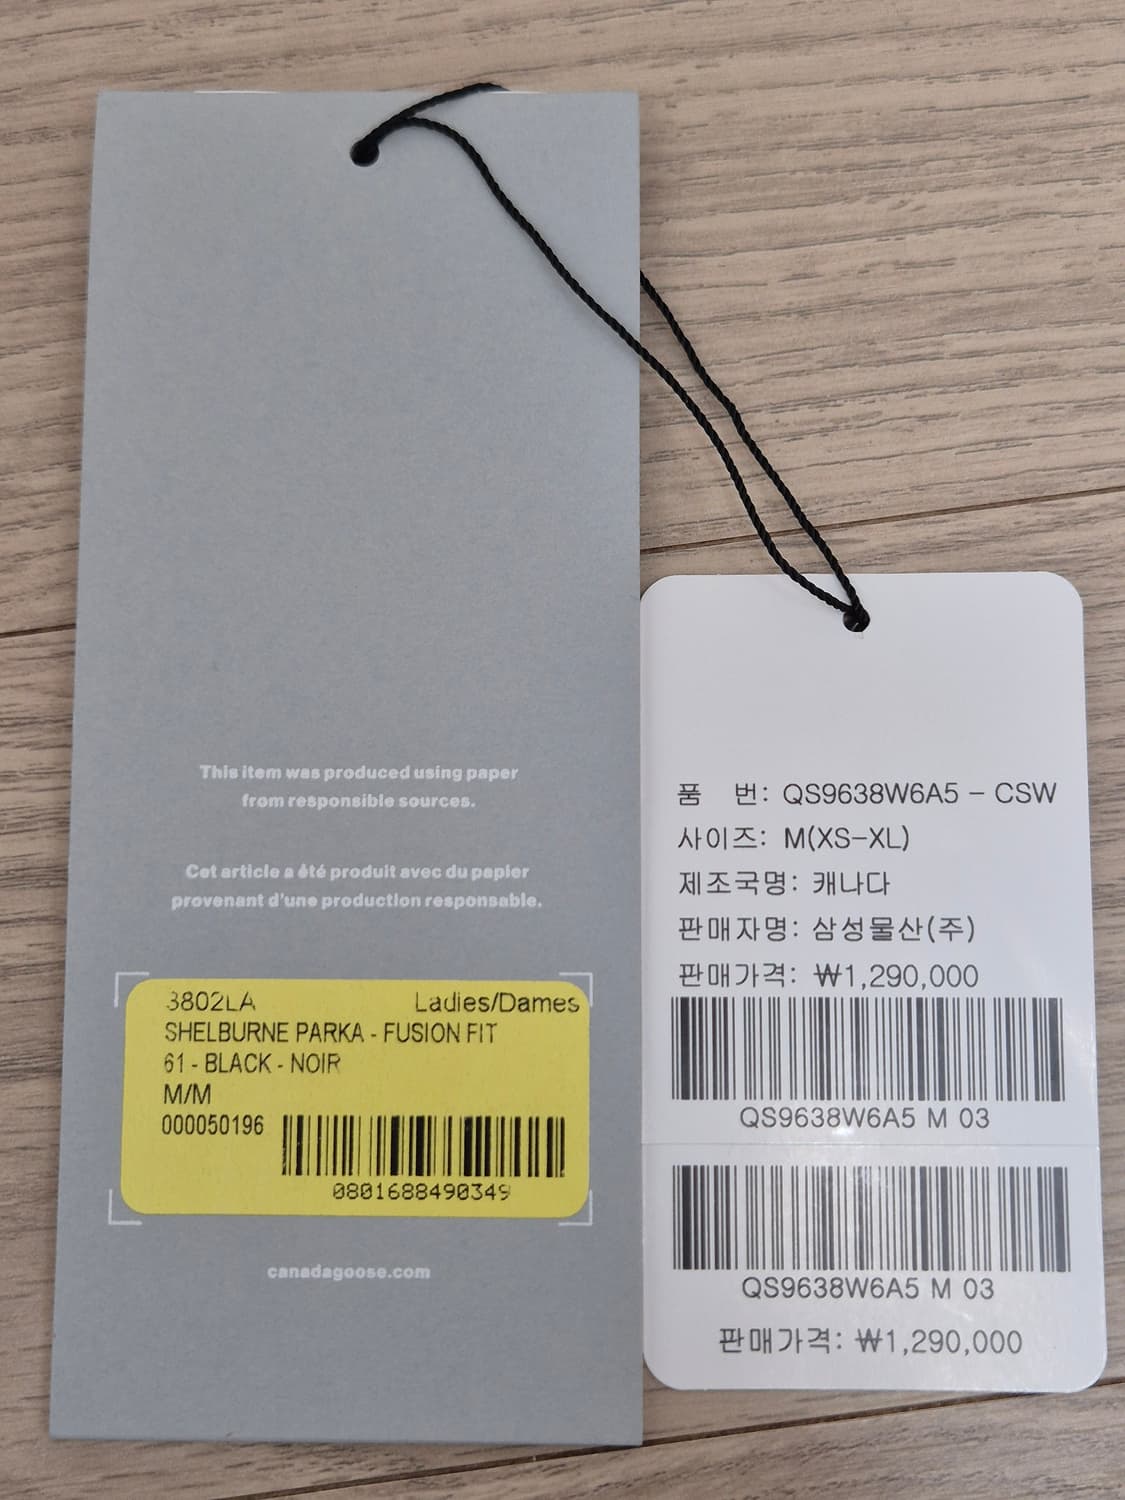 This item was produced using paper
from responsible sources.
Cet article a été produit avec du papier
provenant d'une production responsable.
3802LA Ladies/Dames
SHELBURNE PARKA - FUSION FIT
61 - BLACK - NOIR
M/M
000050196
0801688490349
canadagoose.com
품 번: QS9638W6A5 - CSW
사이즈: M(XS-XL)
제조국명: 캐나다
판매자명: 삼성물산(주)
판매가격: ₩1,290,000
QS9638W6A5 M 03
QS9638W6A5 M 03
판매가격: ₩1,290,000